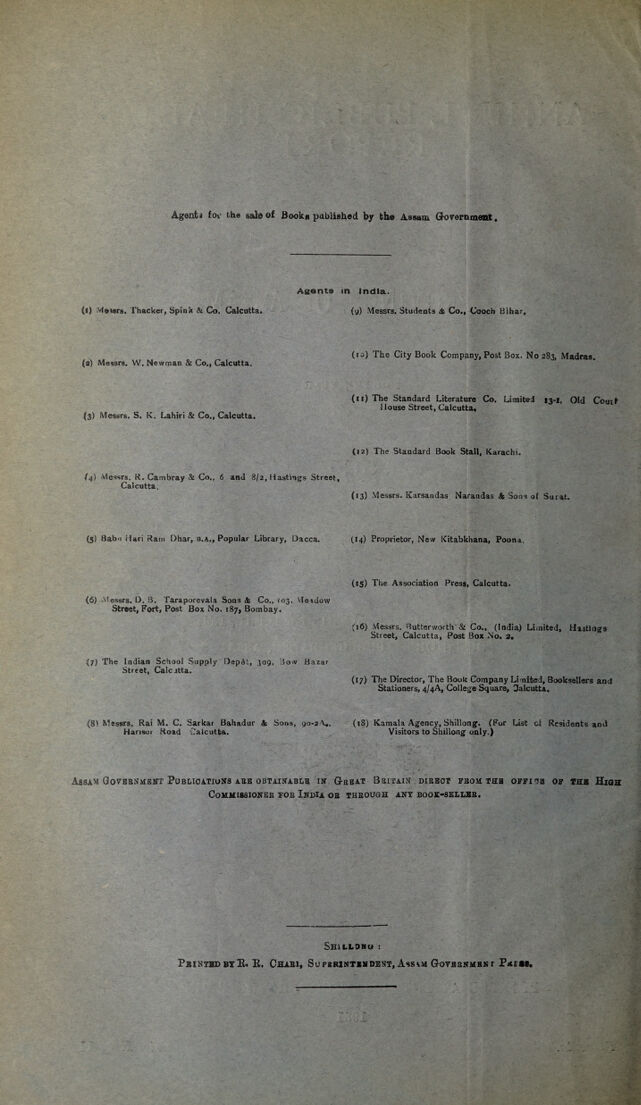 Agents for the sale of Books published by the Assam Government.
Agents in India.
(1) Messrs. Thacker, Spink & Co. Calcutta.
(2) Messrs. W. Newman & Co., Calcutta.
(3) Messrs. S. K. Lahiri & Co., Calcutta.
(4) Messrs. R. Cambray & Co., 6 and 8/2, Hastings Street,
Calcutta.
(5) Babu Hari Ram Dhar, B.A., Popular Library, Dacca.
(6) Messrs. D. B. Taraporevala Sons & Co., 103, Meadow
Street, Fort, Post Box No. 187, Bombay.
(7) The Indian School Supply Depôt, 309, Bow Bazar
Street, Calcutta.
(8) Messrs. Rai M. C. Sarkar Bahadur & Sons, 90-2A,
Harison Road Calcutta.
(9) Messrs. Students & Co., Cooch Bihar.
(10) The City Book Company, Post Box. No 283, Madras.
(11) The Standard Literature Co. Limited 13-1, Old Court
House Street, Calcutta.
(12) The Standard Book Stall, Karachi.
(13) Messrs. Karsandas Narandas & Sons of Surat.
(14) Proprietor, New Kitabkhana, Poona.
(15) The Association Press, Calcutta.
(16) Messrs. Butterworth & Co., (India) Limited, Hastings
Street, Calcutta, Post Box No. 2.
(17) The Director, The Book Company Limited, Booksellers and
Stationers, 4/4A, College Square, Calcutta.
(18) Kamala Agency, Shillong. (For List of Residents and
Visitors to Shillong only.)
ASSAM GOVERNMENT PUBLICATIONS ARE OBTAINABLE IN GREAT BRITAIN DIRECT FROM THE OFFICE OF THE HIGH
COMMISSIONER FOR INDIA OR THROUGH ANY BOOK-SELLER.
SHILLONG :
PRINTED BY R. R. CHARI, SUPERINTENDENT, ASSAM GOVERNMENT PRESS.